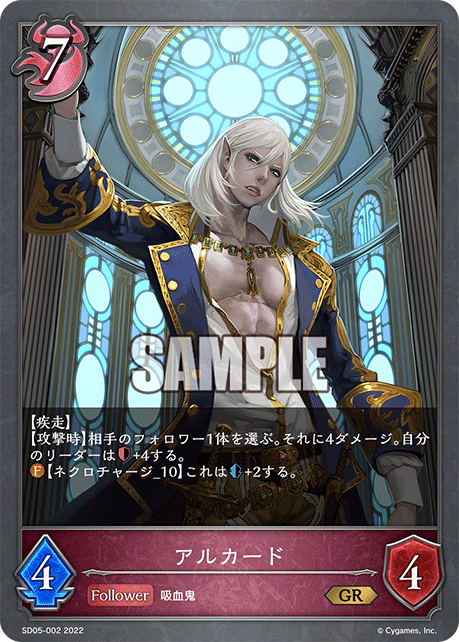 7
SAMPLE
【疾走】
【攻撃時】相手のフォロワー1体を選ぶ。それに4ダメージ。自分
のリーダーは+4する。
F【ネクロチャージ_10】これは+2する。
アルカード
4
Follower 吸血鬼
GR
4
SD05-002 2022
© Cygames, Inc.